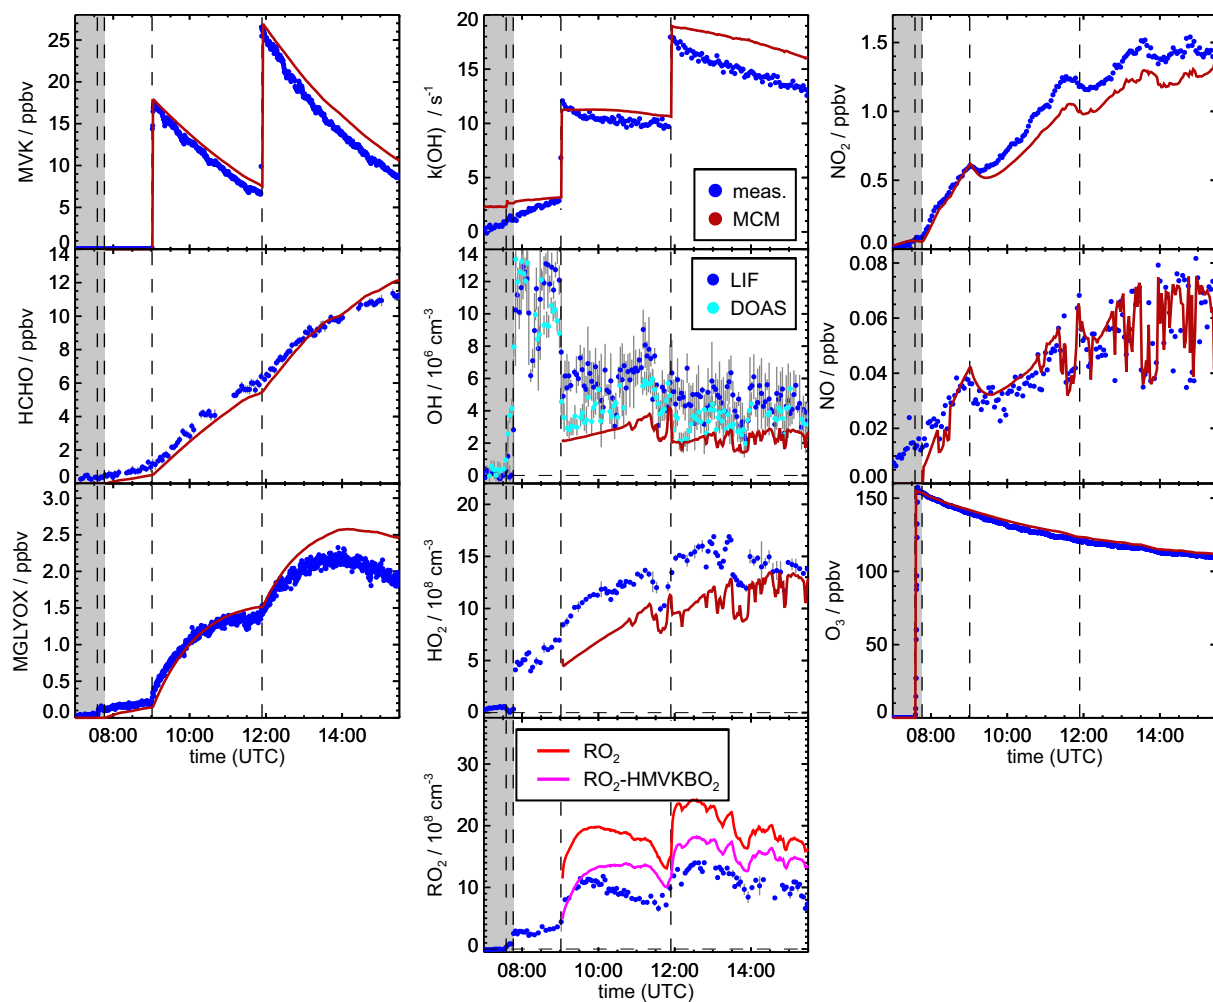 MVK / ppbv
25
20
15
10
5
0
k(OH) / s⁻¹
20
15
10
5
0
meas.
MCM
NO₂ / ppbv
1.5
1.0
0.5
0.0
HCHO / ppbv
14
12
10
8
6
4
2
0
OH / 10⁶ cm⁻³
14
12
10
8
6
4
2
0
LIF
DOAS
NO / ppbv
0.08
0.06
0.04
0.02
0.00
MGLYOX / ppbv
3.0
2.5
2.0
1.5
1.0
0.5
0.0
08:00 10:00 12:00 14:00
time (UTC)
HO₂ / 10⁸ cm⁻³
20
15
10
5
0
O₃ / ppbv
150
100
50
0
08:00 10:00 12:00 14:00
time (UTC)
RO₂ / 10⁸ cm⁻³
30
20
10
0
RO₂
RO₂-HMVKBO₂
08:00 10:00 12:00 14:00
time (UTC)